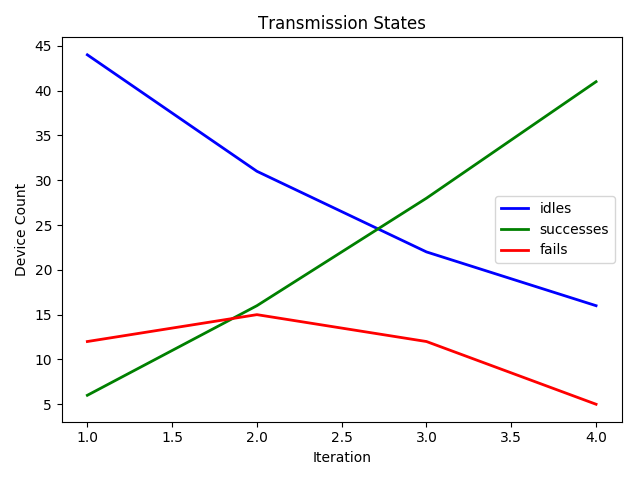 Transmission States
45
40
35
30
25
20
15
10
5
Device Count
idles
successes
fails
1.0 1.5 2.0 2.5 3.0 3.5 4.0
Iteration